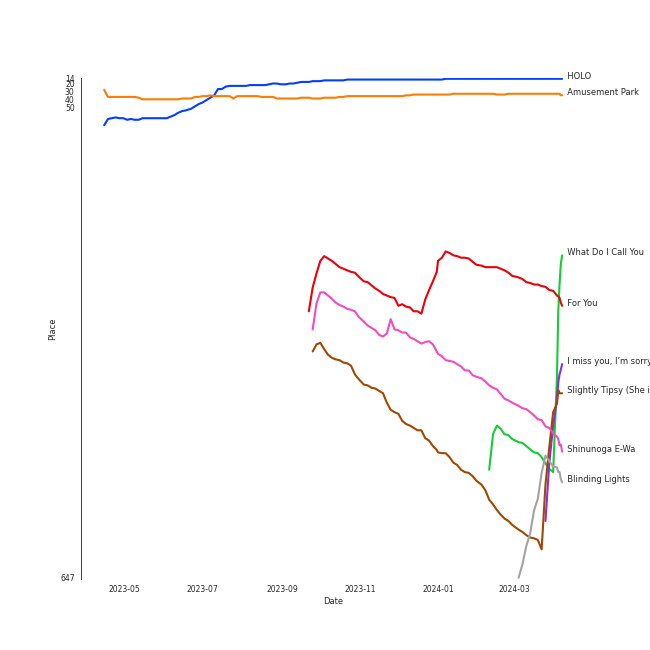 14
20
30
40
50
647
Place
HOLO
Amusement Park
What Do I Call You
For You
I miss you, I'm sorry
Slightly Tipsy (She i
Shinunoga E-Wa
Blinding Lights
2023-05
2023-07
2023-09
2023-11
2024-01
2024-03
Date